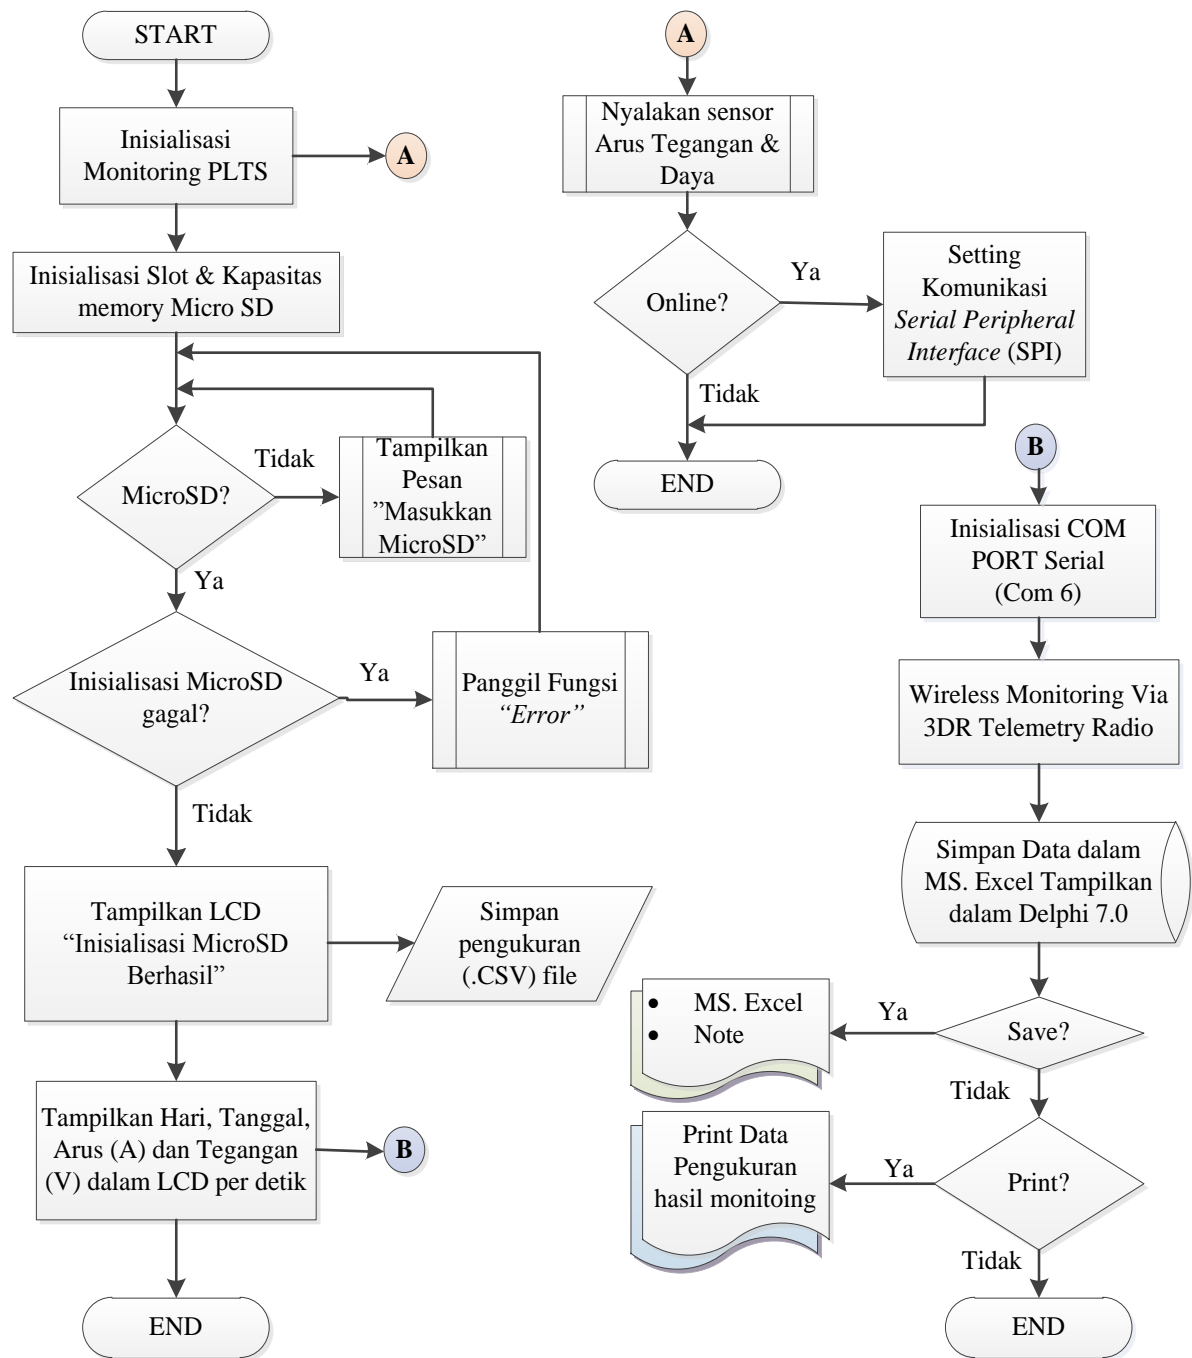 START
Inisialisasi
Monitoring PLTS
A
Inisialisasi Slot & Kapasitas
memory Micro SD
MicroSD?
Tidak
Tampilkan
Pesan
”Masukkan
MicroSD”
Ya
Inisialisasi MicroSD
gagal?
Ya
Panggil Fungsi
“Error”
Tidak
Tampilkan LCD
“Inisialisasi MicroSD
Berhasil”
Simpan
pengukuran
(.CSV) file
Tampilkan Hari, Tanggal,
Arus (A) dan Tegangan
(V) dalam LCD per detik
B
END
A
Nyalakan sensor
Arus Tegangan &
Daya
Online?
Ya
Setting
Komunikasi
Serial Peripheral
Interface (SPI)
Tidak
END
B
Inisialisasi COM
PORT Serial
(Com 6)
Wireless Monitoring Via
3DR Telemetry Radio
Simpan Data dalam
MS. Excel Tampilkan
dalam Delphi 7.0
Save?
Ya
• MS. Excel
• Note
Tidak
Print?
Ya
Print Data
Pengukuran
hasil monitoing
Tidak
END